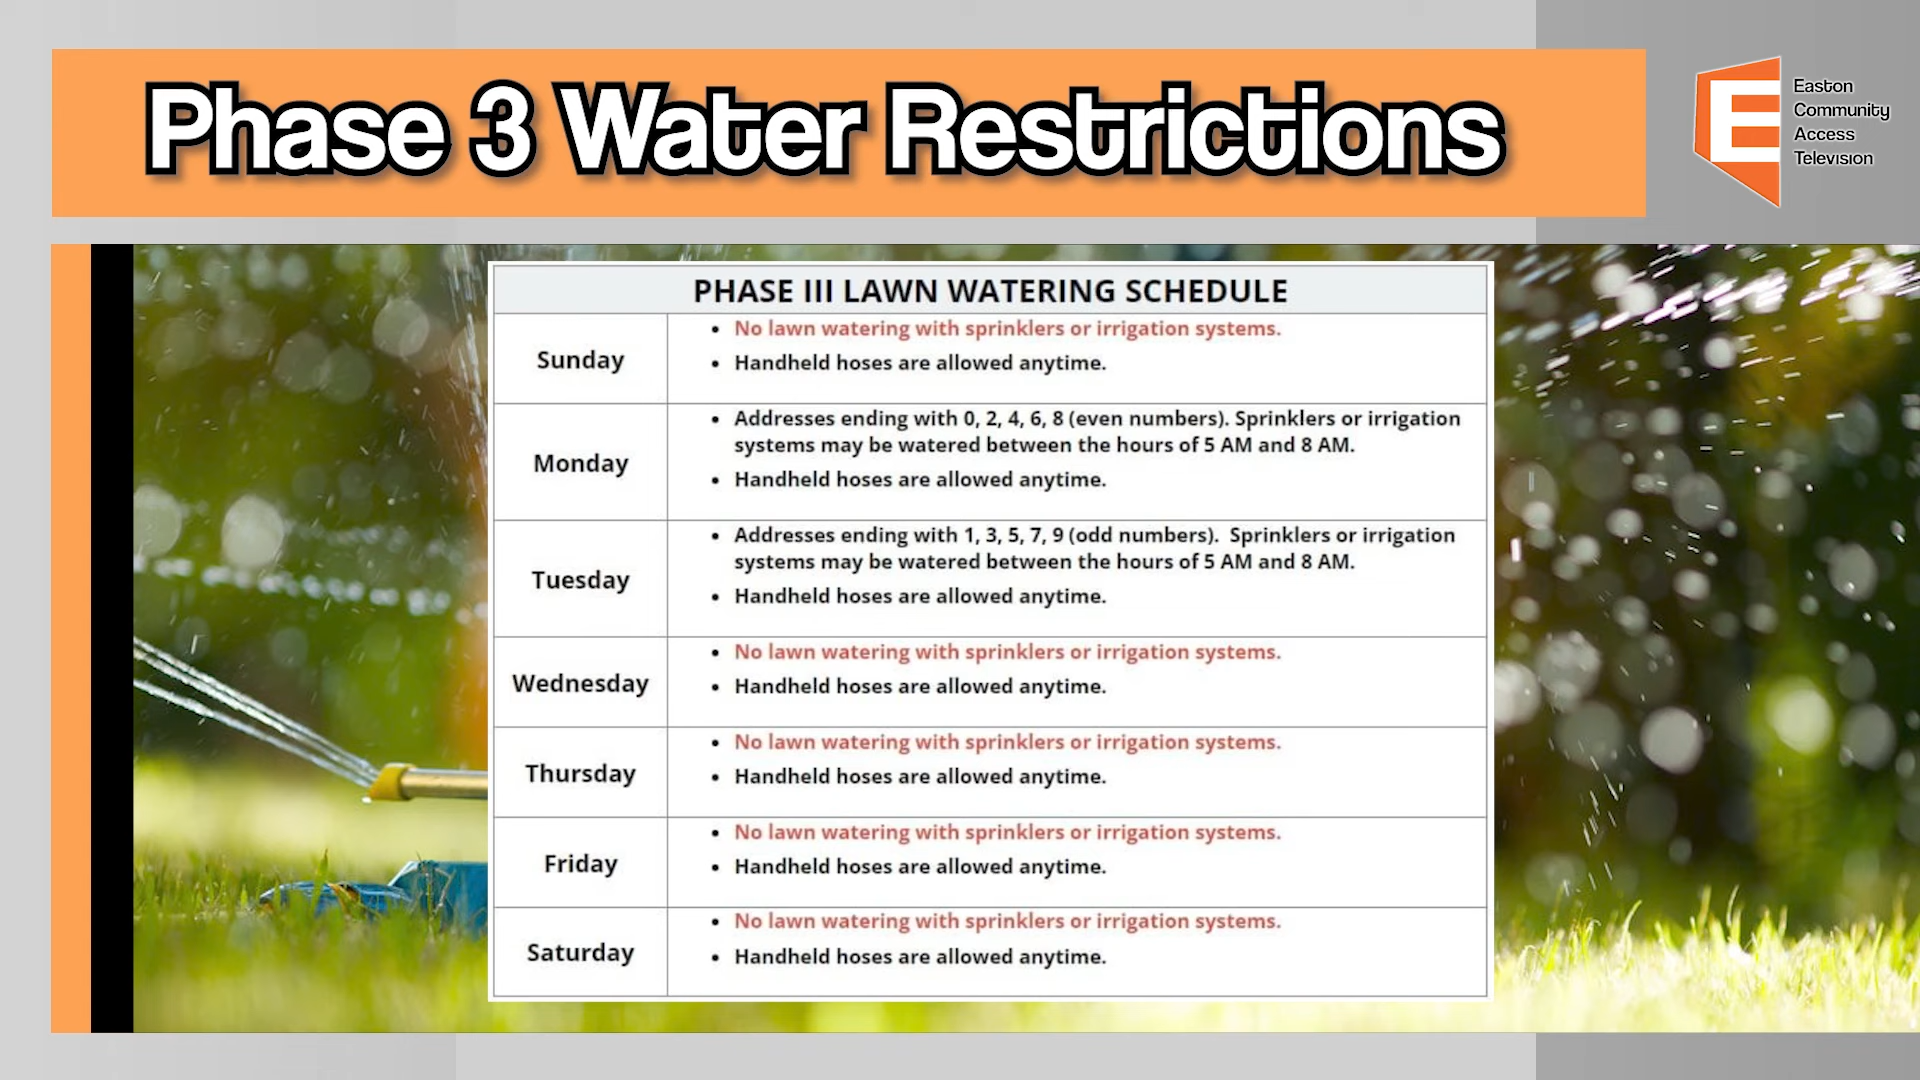 Phase 3 Water Restrictions
Easton
Community
Access
Television
PHASE III LAWN WATERING SCHEDULE
Sunday
• No lawn watering with sprinklers or irrigation systems.
• Handheld hoses are allowed anytime.
Monday
• Addresses ending with 0, 2, 4, 6, 8 (even numbers). Sprinklers or irrigation
systems may be watered between the hours of 5 AM and 8 AM.
• Handheld hoses are allowed anytime.
Tuesday
• Addresses ending with 1, 3, 5, 7, 9 (odd numbers).  Sprinklers or irrigation
systems may be watered between the hours of 5 AM and 8 AM.
• Handheld hoses are allowed anytime.
Wednesday
• No lawn watering with sprinklers or irrigation systems.
• Handheld hoses are allowed anytime.
Thursday
• No lawn watering with sprinklers or irrigation systems.
• Handheld hoses are allowed anytime.
Friday
• No lawn watering with sprinklers or irrigation systems.
• Handheld hoses are allowed anytime.
Saturday
• No lawn watering with sprinklers or irrigation systems.
• Handheld hoses are allowed anytime.